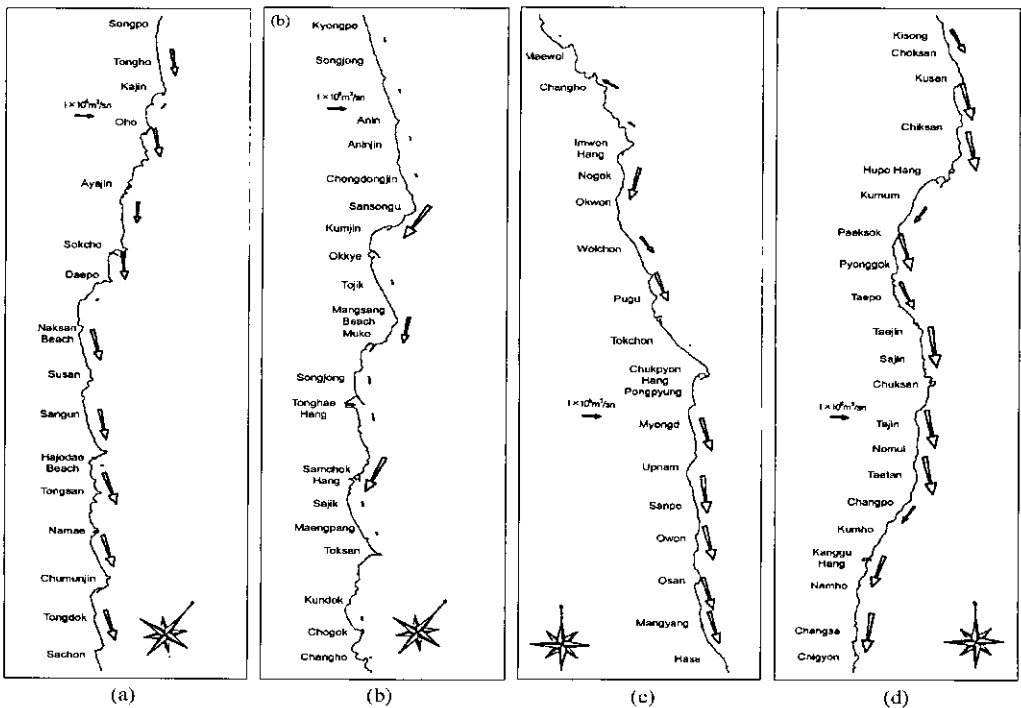 Songpo
Tongho
Kajin
Oho
Ayajin
Sokcho
Daepo
Naksan
Beach
Susan
Sangun
Hajodae
Beach
Tongsan
Namae
Chumunjin
Tongdok
Sachon
(a)
(b)
Kyongpo
Songjong
Anin
Aninjin
Chongdongjin
Sansongu
Kumjin
Okkye
Tojik
Mangsang
Beach
Muko
Songjong
Tonghae
Hang
Samchok
Hang
Sajik
Maengpang
Toksan
Kundok
Chogok
Changho
(b)
Maewol
Changho
Imwon
Hang
Nogok
Okwon
Wolchon
Pugu
Tokchon
Chukpyon
Hang
Pongpyung
Myongd
Upnam
Sanpo
Owon
Osan
Mangyang
Hase
(c)
Kisong
Choksan
Kusan
Chiksan
Hupo Hang
Kumum
Paeksok
Pyonggok
Taepo
Taejin
Sajin
Chuksan
Tajin
Nomul
Taetan
Changpo
Kumho
Kanggu
Hang
Namho
Changsa
Chigyon
(d)